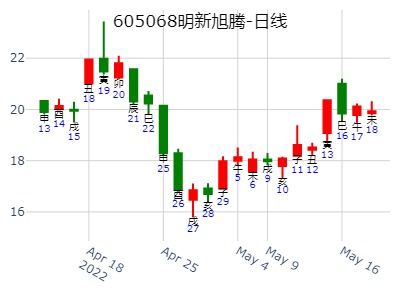 605068明新旭腾-日线
22
20
18
16
申
13
酉
14
戌
15
丑
18
寅
19
卯
20
辰
21
巳
22
申
25
酉
26
戌
27
亥
28
子
29
午
5
未
6
戌
9
亥
10
子
11
丑
12
寅
13
巳
16
午
17
未
18
Apr 18
2022
Apr 25
May 4
May 9
May 16